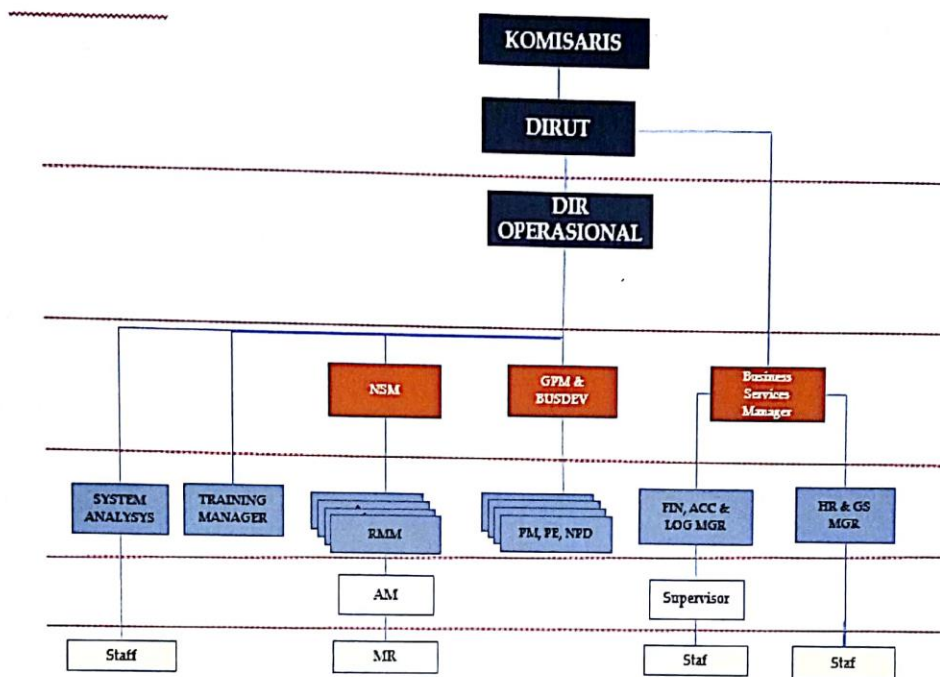 KOMISARIS
DIRUT
DIR
OPERASIONAL
NSM
GPM &
BUSDEV
Business
Services
Manager
SYSTEM
ANALYSYS
TRAINING
MANAGER
RMM
PM, PE, NPD
FIN, ACC &
LOG MGR
HR & GS
MGR
AM
Supervisor
Staff
MR
Staf
Staf